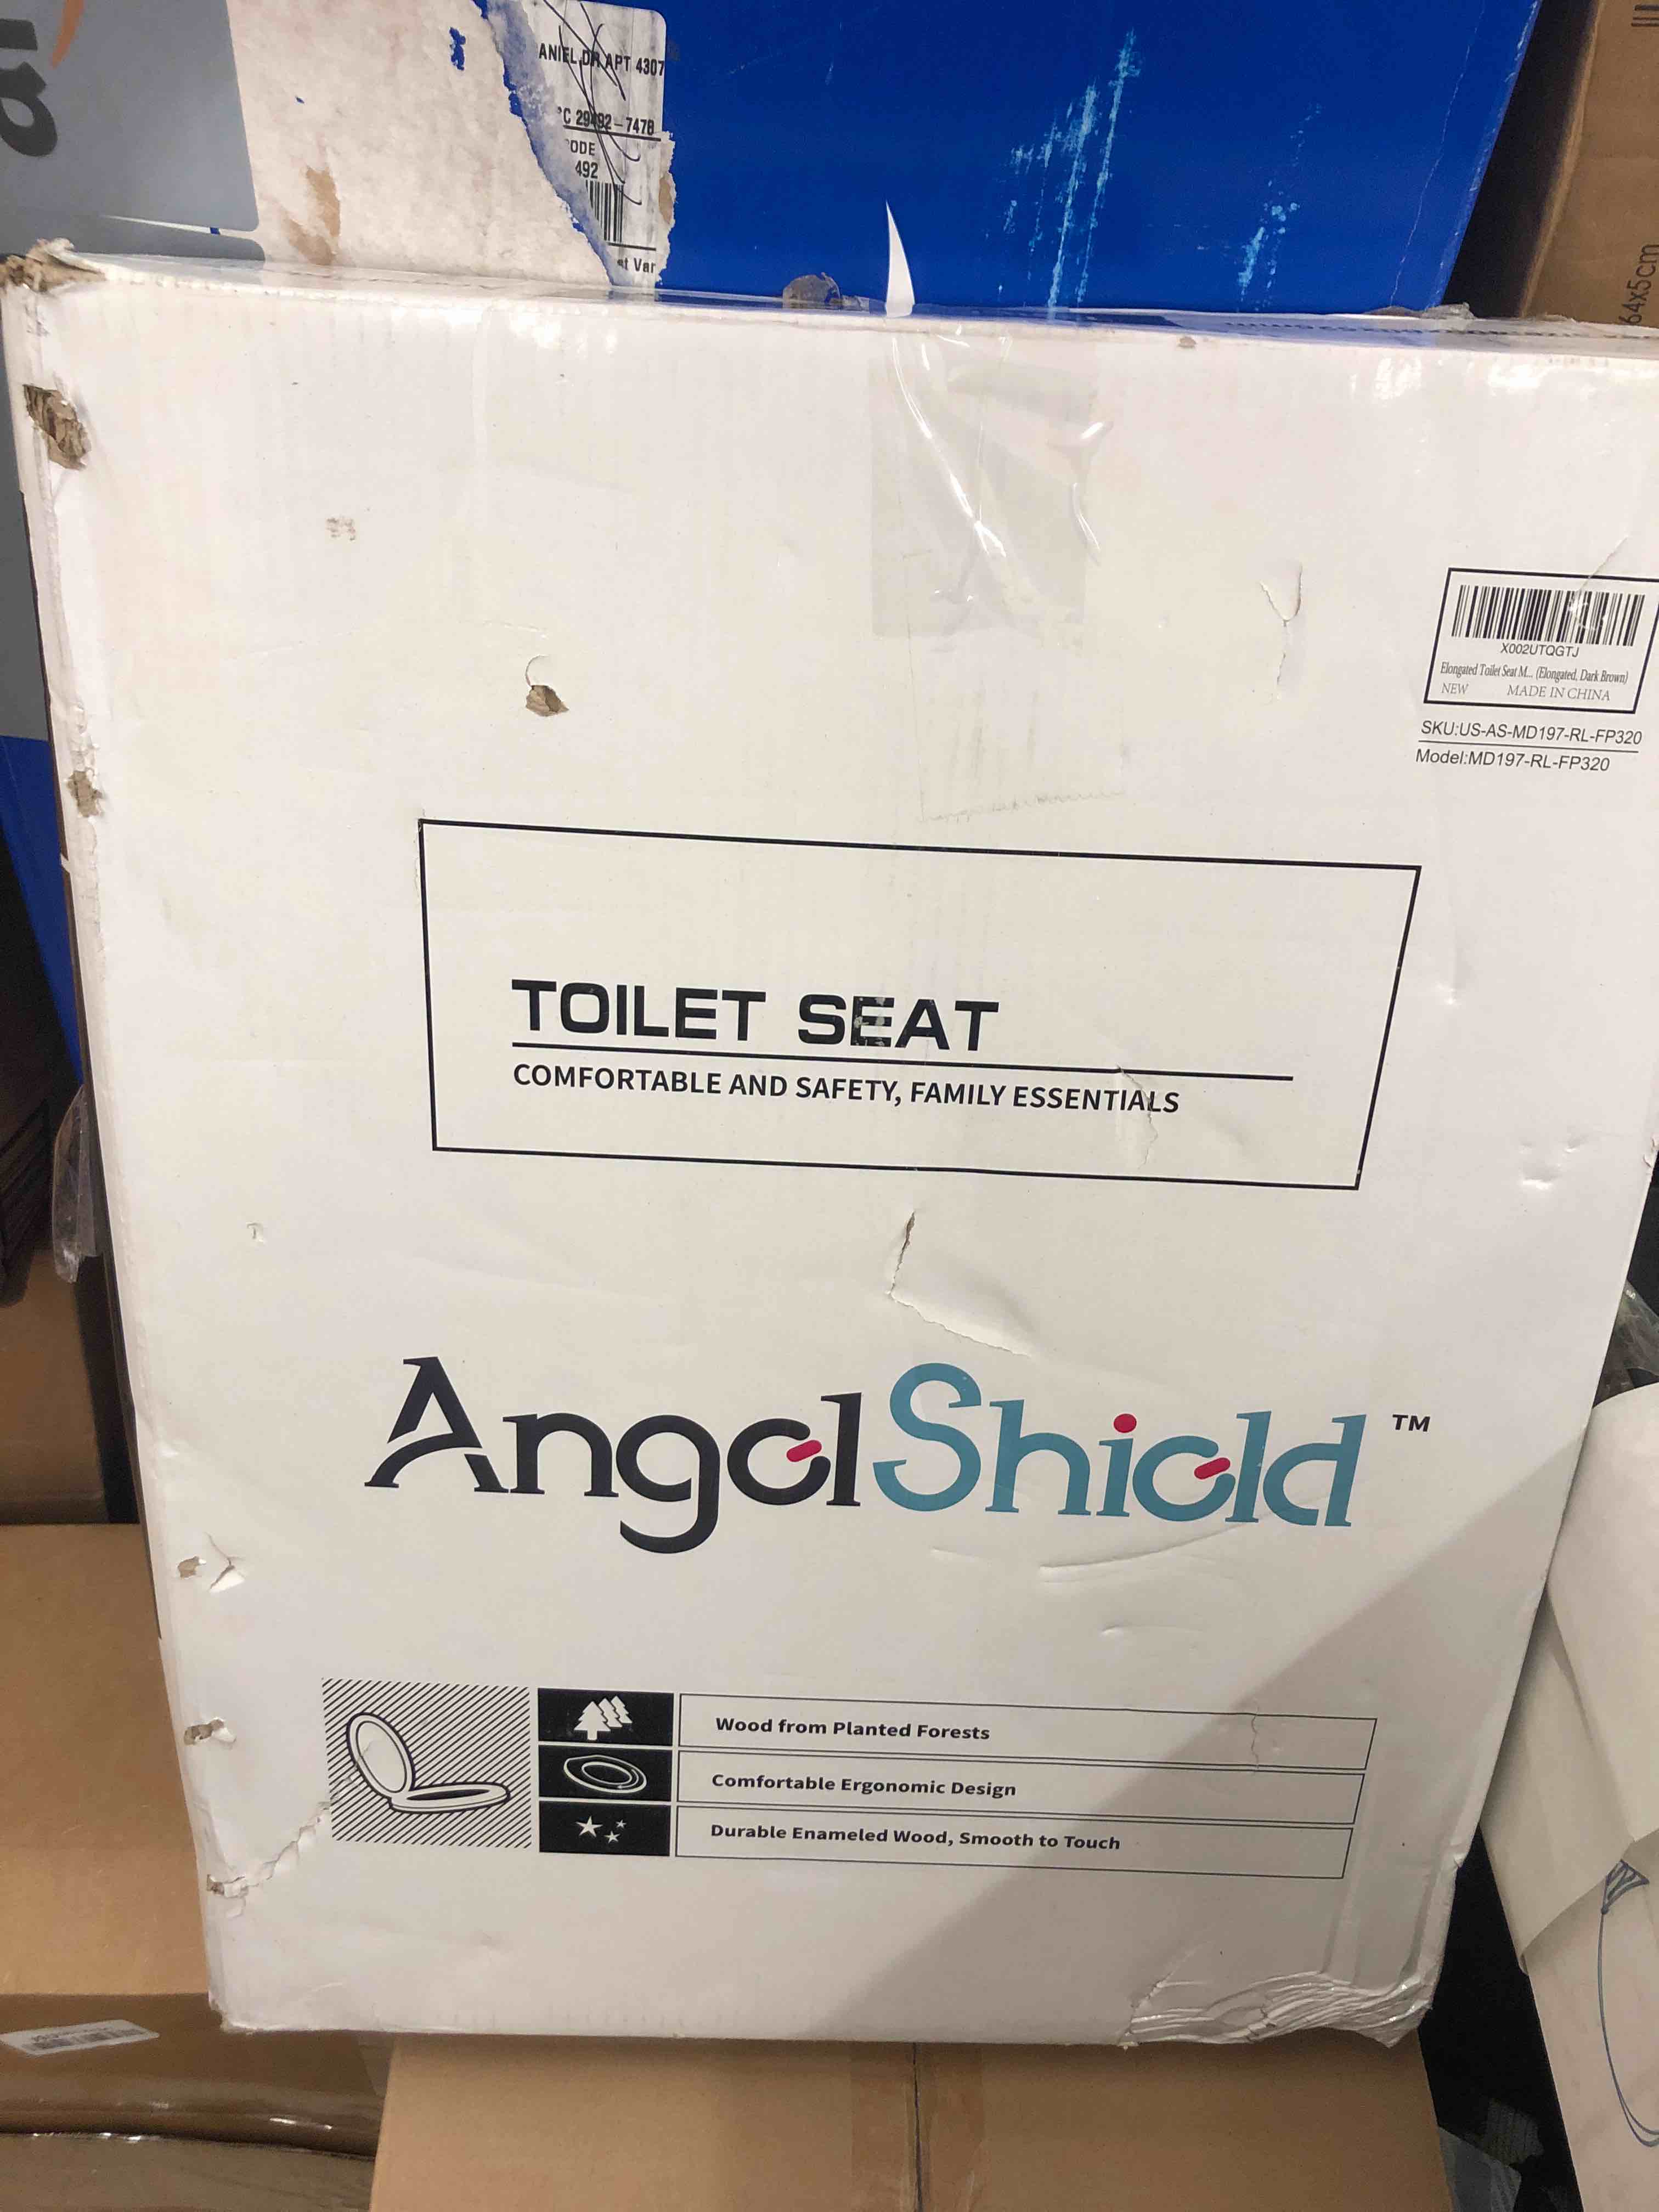 ANIEL DR APT 4307
C 29492-7478
ODE
492
et Var
64x5cm
X002UTQGTJ
Elongated Toilet Seat M... (Elongated, Dark Brown)
NEW MADE IN CHINA
SKU:US-AS-MD197-RL-FP320
Model:MD197-RL-FP320
TOILET SEAT
COMFORTABLE AND SAFETY, FAMILY ESSENTIALS
AngelShield™
Wood from Planted Forests
Comfortable Ergonomic Design
Durable Enameled Wood, Smooth to Touch